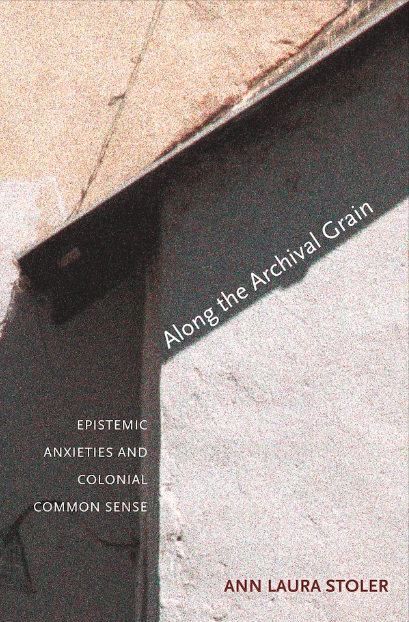 Along the Archival Grain
EPISTEMIC
ANXIETIES AND
COLONIAL
COMMON SENSE
ANN LAURA STOLER